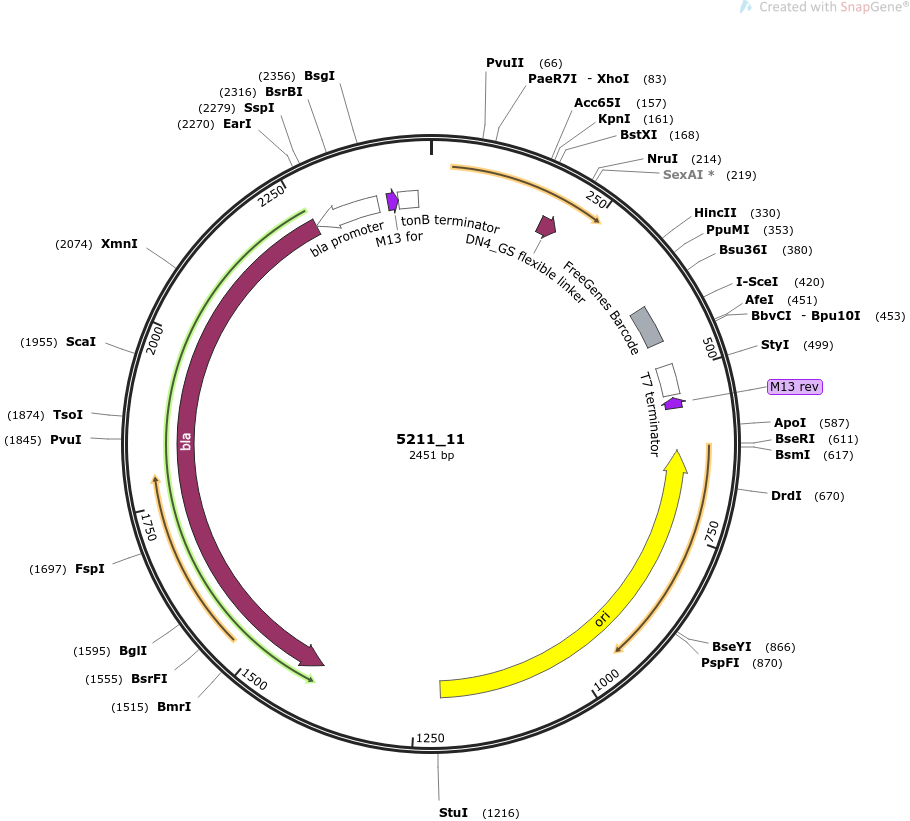 Created with SnapGene®
PvuII (66)
PaeR7I - XhoI (83)
Acc65I (157)
KpnI (161)
BstXI (168)
NruI (214)
SexAI * (219)
HincII (330)
PpuMI (353)
Bsu36I (380)
I-SceI (420)
AfeI (451)
BbvCI - Bpu10I (453)
StyI (499)
M13 rev
ApoI (587)
BseRI (611)
BsmI (617)
DrdI (670)
BseYI (866)
PspFI (870)
StuI (1216)
(1515) BmrI
(1555) BsrFI
(1595) BglI
(1697) FspI
(1845) PvuI
(1874) TsoI
(1955) ScaI
(2074) XmnI
(2270) EarI
(2279) SspI
(2316) BsrBI
(2356) BsgI
250
500
750
1000
1250
1500
1750
2000
2250
bla promoter
M13 for
tonB terminator
DN4_GS flexible linker
FreeGenes Barcode
T7 terminator
ori
bla
5211_11
2451 bp